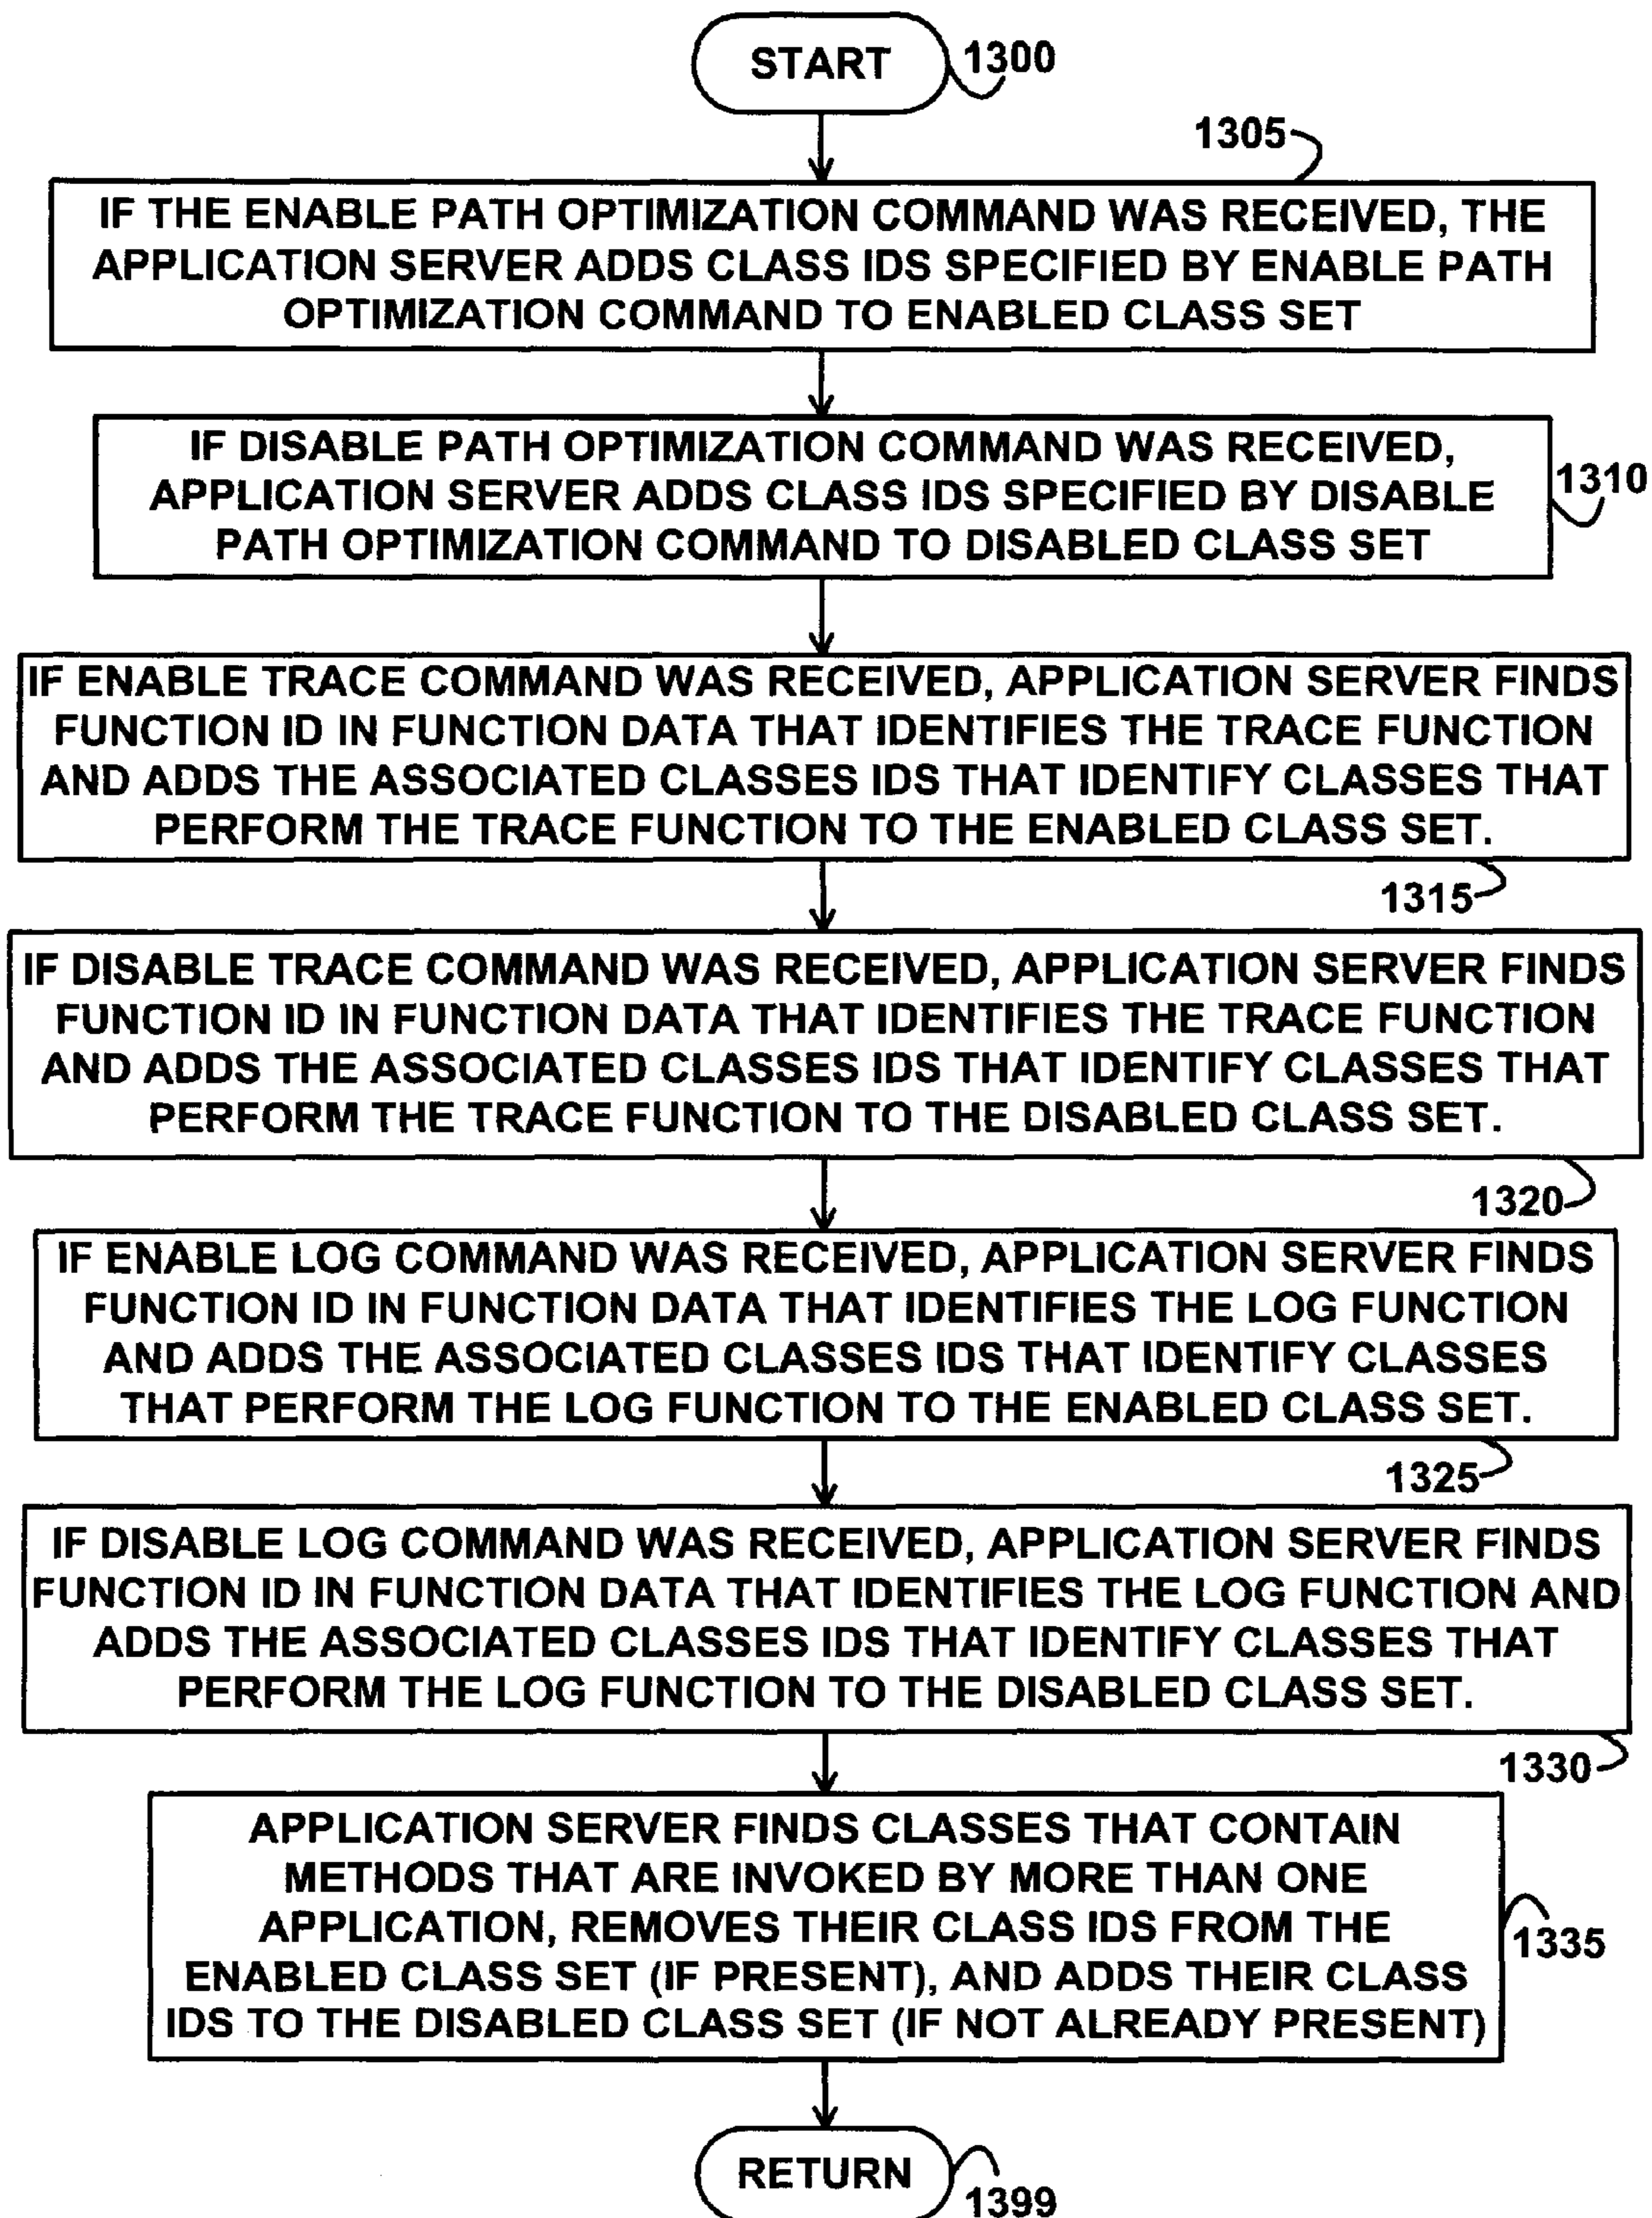 START
1300
1305
IF THE ENABLE PATH OPTIMIZATION COMMAND WAS RECEIVED, THE
APPLICATION SERVER ADDS CLASS IDS SPECIFIED BY ENABLE PATH
OPTIMIZATION COMMAND TO ENABLED CLASS SET
IF DISABLE PATH OPTIMIZATION COMMAND WAS RECEIVED,
APPLICATION SERVER ADDS CLASS IDS SPECIFIED BY DISABLE
PATH OPTIMIZATION COMMAND TO DISABLED CLASS SET
1310
IF ENABLE TRACE COMMAND WAS RECEIVED, APPLICATION SERVER FINDS
FUNCTION ID IN FUNCTION DATA THAT IDENTIFIES THE TRACE FUNCTION
AND ADDS THE ASSOCIATED CLASSES IDS THAT IDENTIFY CLASSES THAT
PERFORM THE TRACE FUNCTION TO THE ENABLED CLASS SET.
1315
IF DISABLE TRACE COMMAND WAS RECEIVED, APPLICATION SERVER FINDS
FUNCTION ID IN FUNCTION DATA THAT IDENTIFIES THE TRACE FUNCTION
AND ADDS THE ASSOCIATED CLASSES IDS THAT IDENTIFY CLASSES THAT
PERFORM THE TRACE FUNCTION TO THE DISABLED CLASS SET.
1320
IF ENABLE LOG COMMAND WAS RECEIVED, APPLICATION SERVER FINDS
FUNCTION ID IN FUNCTION DATA THAT IDENTIFIES THE LOG FUNCTION
AND ADDS THE ASSOCIATED CLASSES IDS THAT IDENTIFY CLASSES
THAT PERFORM THE LOG FUNCTION TO THE ENABLED CLASS SET.
1325
IF DISABLE LOG COMMAND WAS RECEIVED, APPLICATION SERVER FINDS
FUNCTION ID IN FUNCTION DATA THAT IDENTIFIES THE LOG FUNCTION AND
ADDS THE ASSOCIATED CLASSES IDS THAT IDENTIFY CLASSES THAT
PERFORM THE LOG FUNCTION TO THE DISABLED CLASS SET.
1330
APPLICATION SERVER FINDS CLASSES THAT CONTAIN
METHODS THAT ARE INVOKED BY MORE THAN ONE
APPLICATION, REMOVES THEIR CLASS IDS FROM THE
ENABLED CLASS SET (IF PRESENT), AND ADDS THEIR CLASS
IDS TO THE DISABLED CLASS SET (IF NOT ALREADY PRESENT)
1335
RETURN
1399